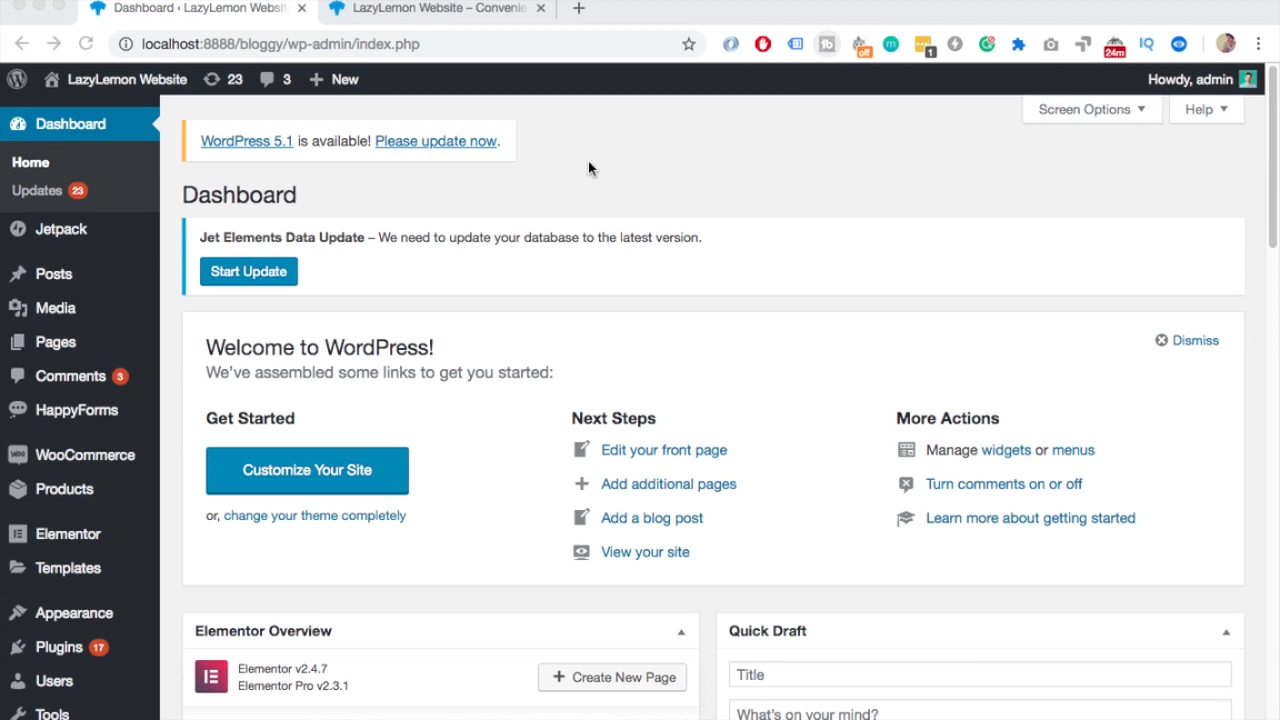 Dashboard ‹ LazyLemon Websit
LazyLemon Website – Convenie
localhost:8888/bloggy/wp-admin/index.php
off
1
24m
IQ
LazyLemon Website
23
3
New
Howdy, admin
Dashboard
Home
Updates 23
Jetpack
Posts
Media
Pages
Comments 3
HappyForms
WooCommerce
Products
Elementor
Templates
Appearance
Plugins 17
Users
Tools
Screen Options
Help
WordPress 5.1 is available! Please update now.
Dashboard
Jet Elements Data Update – We need to update your database to the latest version.
Start Update
Welcome to WordPress!
We've assembled some links to get you started:
Dismiss
Get Started
Customize Your Site
or, change your theme completely
Next Steps
Edit your front page
Add additional pages
Add a blog post
View your site
More Actions
Manage widgets or menus
Turn comments on or off
Learn more about getting started
Elementor Overview
Elementor v2.4.7
Elementor Pro v2.3.1
Create New Page
Quick Draft
Title
What's on your mind?